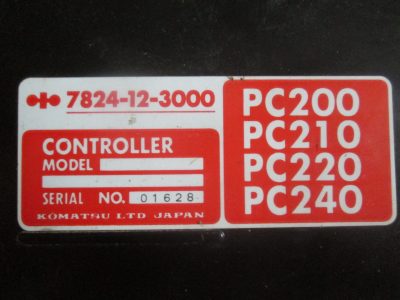 7824-12-3000
CONTROLLER
MODEL
SERIAL NO. 01628
KOMATSU LTD JAPAN
PC200
PC210
PC220
PC240